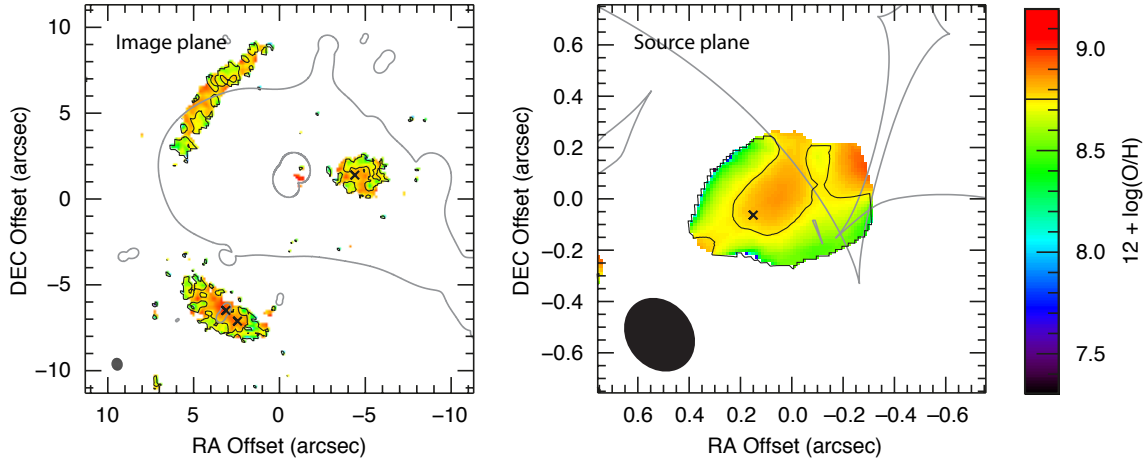 Image plane
10
5
0
−5
−10
DEC Offset (arcsec)
10 5 0 −5 −10
RA Offset (arcsec)
Source plane
0.6
0.4
0.2
0.0
−0.2
−0.4
−0.6
DEC Offset (arcsec)
0.6 0.4 0.2 0.0 −0.2 −0.4 −0.6
RA Offset (arcsec)
9.0
8.5
8.0
7.5
12 + log(O/H)